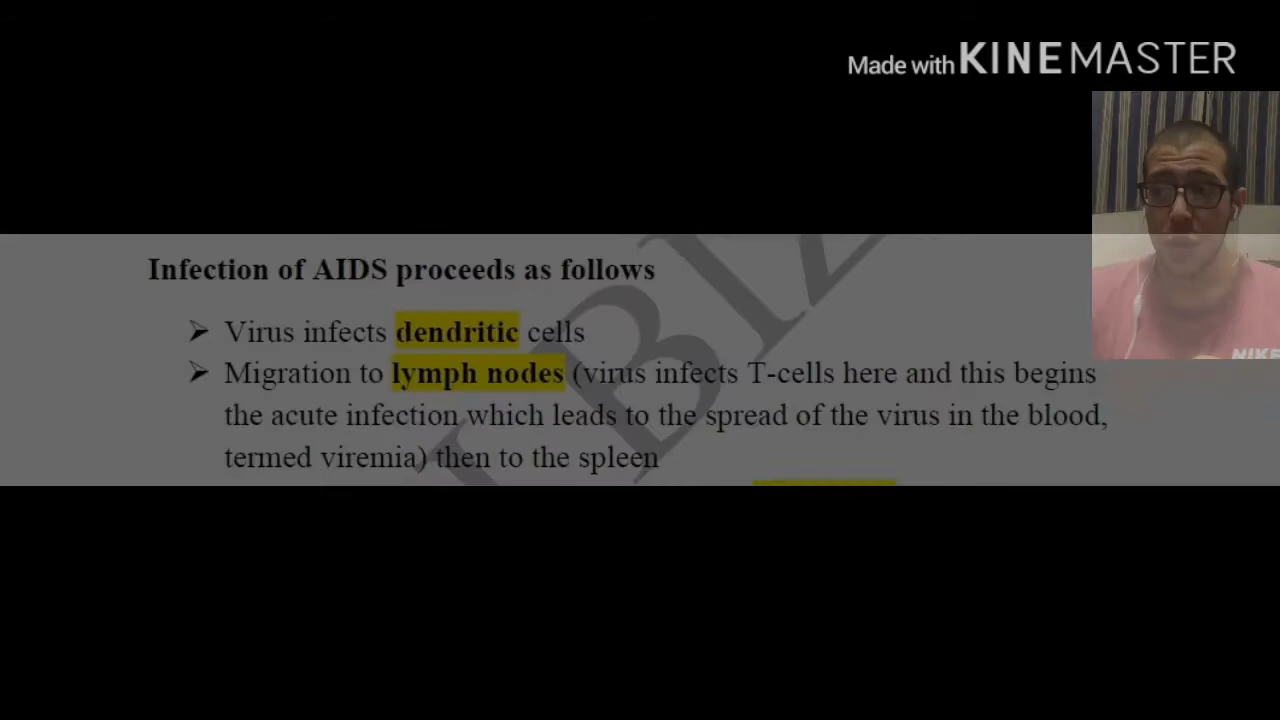 Made with KINEMASTER
Infection of AIDS proceeds as follows
➢ Virus infects dendritic cells
➢ Migration to lymph nodes (virus infects T-cells here and this begins
the acute infection which leads to the spread of the virus in the blood,
termed viremia) then to the spleen
NIKE